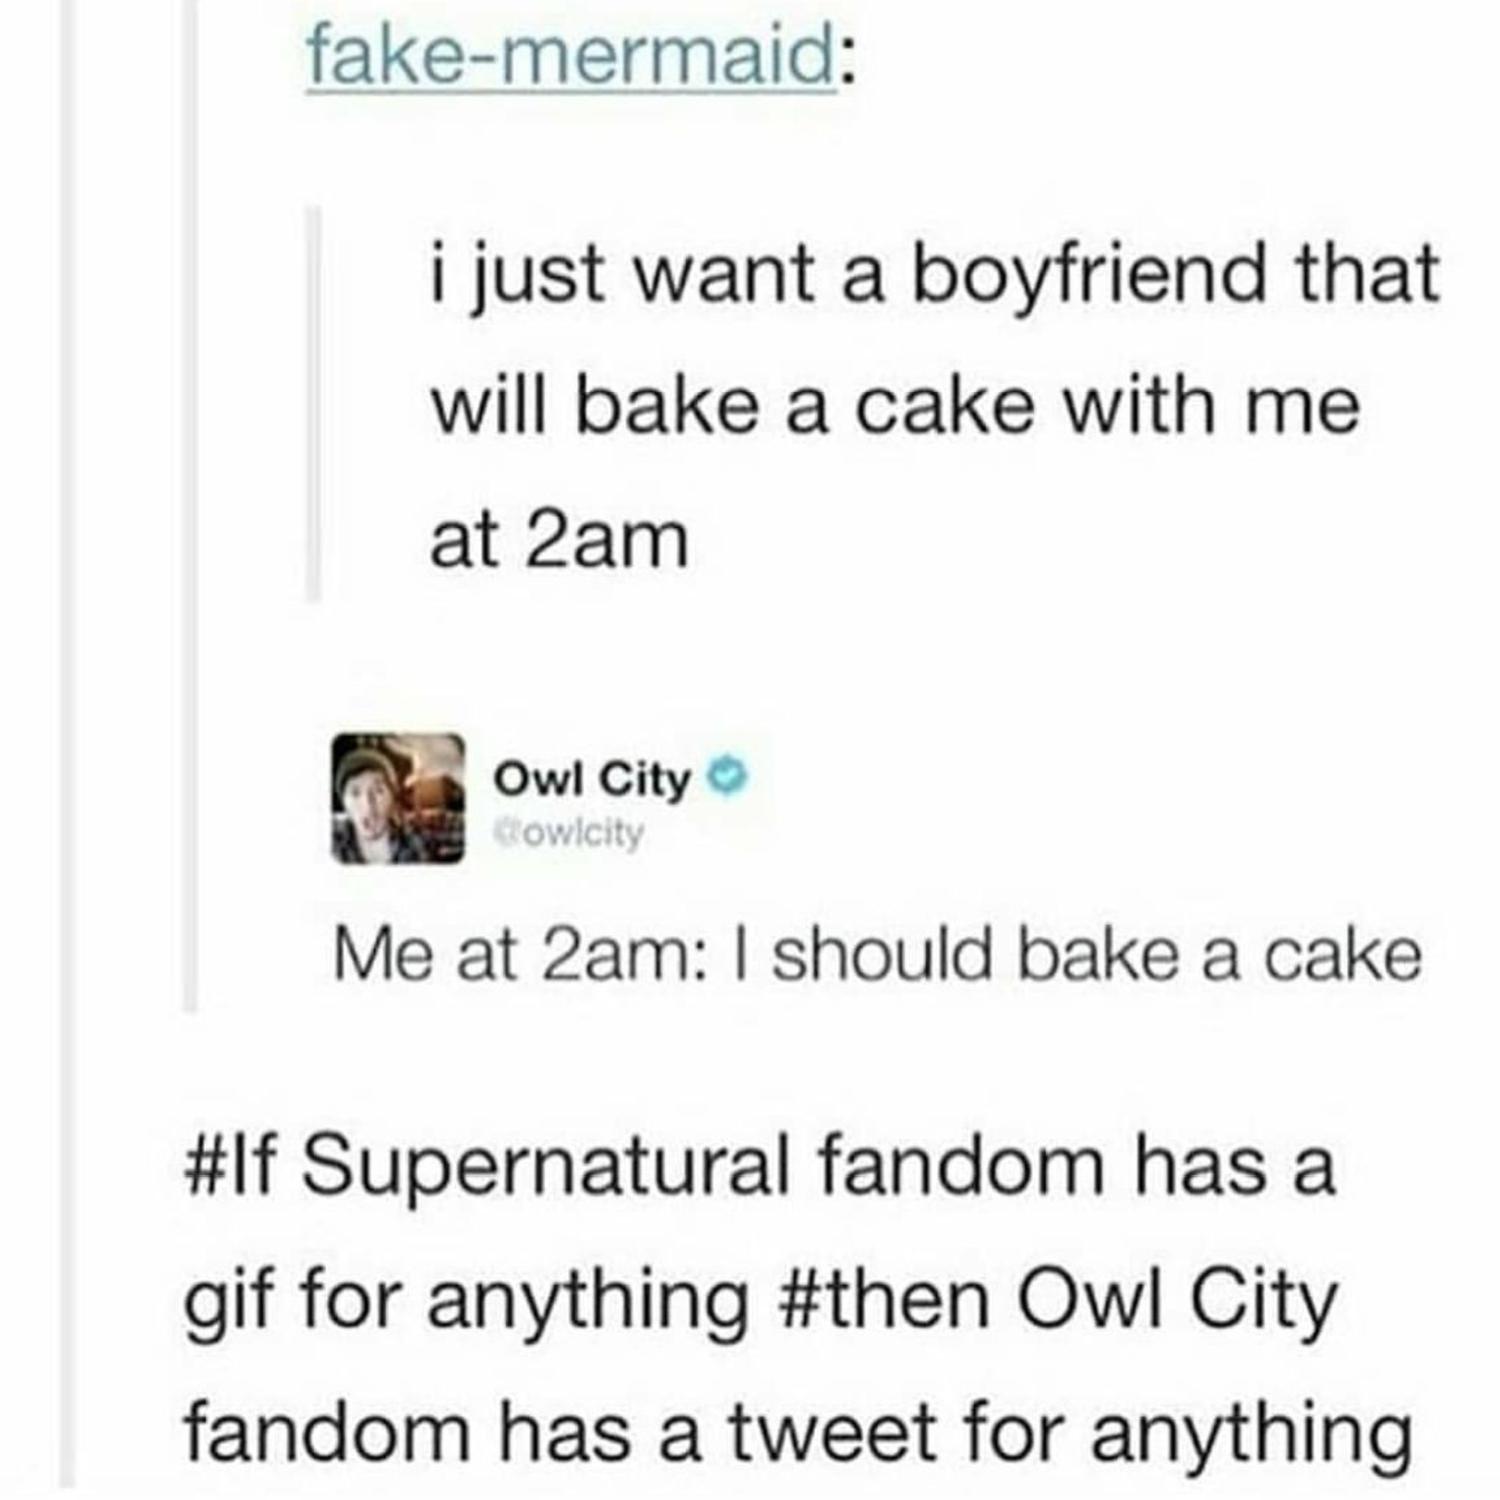 fake-mermaid:
i just want a boyfriend that
will bake a cake with me
at 2am
Owl City
@owlcity
Me at 2am: I should bake a cake
#If Supernatural fandom has a
gif for anything #then Owl City
fandom has a tweet for anything